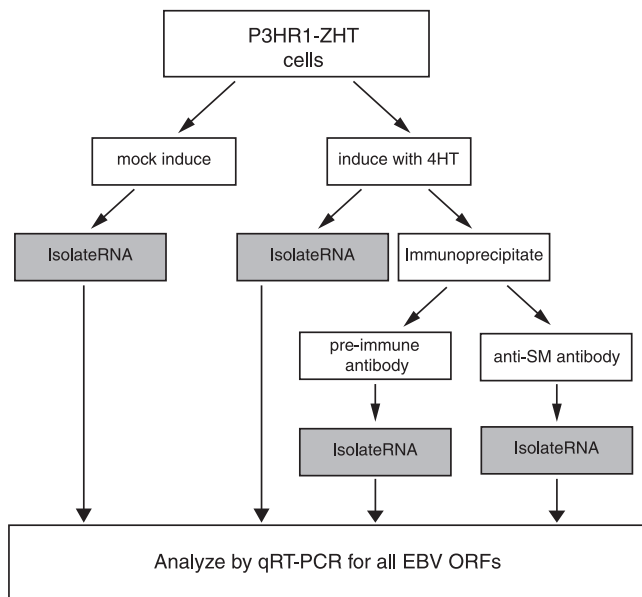 P3HR1-ZHT
cells
mock induce
induce with 4HT
IsolateRNA
IsolateRNA
Immunoprecipitate
pre-immune
antibody
anti-SM antibody
IsolateRNA
IsolateRNA
Analyze by qRT-PCR for all EBV ORFs